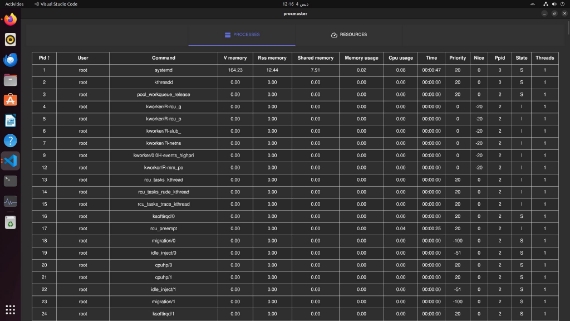 Activities Visual Studio Code
processter
PROCESSES RESOURCES
Pid ↑ User Command V memory Res memory Shared memory Memory usage Cpu usage Time Priority Nice Ppid State Threads
1 root systemd 164.23 12.44 7.51 0.02 0.00 00:00:47 20 0 0 S 1
2 root kthreadd 0.00 0.00 0.00 0.00 0.00 00:00:00 20 0 0 S 1
3 root pool_workqueue_release 0.00 0.00 0.00 0.00 0.00 00:00:00 20 0 2 S 1
4 root kworker/R-rcu_g 0.00 0.00 0.00 0.00 0.00 00:00:00 0 -20 2 I 1
5 root kworker/R-rcu_p 0.00 0.00 0.00 0.00 0.00 00:00:00 0 -20 2 I 1
6 root kworker/R-slub_ 0.00 0.00 0.00 0.00 0.00 00:00:00 0 -20 2 I 1
7 root kworker/R-netns 0.00 0.00 0.00 0.00 0.00 00:00:00 0 -20 2 I 1
9 root kworker/0:0H-events_highpri 0.00 0.00 0.00 0.00 0.00 00:00:00 0 -20 2 I 1
12 root kworker/R-mm_pe 0.00 0.00 0.00 0.00 0.00 00:00:00 0 -20 2 I 1
13 root rcu_tasks_kthread 0.00 0.00 0.00 0.00 0.00 00:00:00 20 0 2 I 1
14 root rcu_tasks_rude_kthread 0.00 0.00 0.00 0.00 0.00 00:00:00 20 0 2 I 1
15 root rcu_tasks_trace_kthread 0.00 0.00 0.00 0.00 0.00 00:00:00 20 0 2 I 1
16 root ksoftirqd/0 0.00 0.00 0.00 0.00 0.00 00:00:00 20 0 2 S 1
17 root rcu_preempt 0.00 0.00 0.00 0.00 0.04 00:00:25 20 0 2 I 1
18 root migration/0 0.00 0.00 0.00 0.00 0.00 00:00:00 -100 0 2 S 1
19 root idle_inject/0 0.00 0.00 0.00 0.00 0.00 00:00:00 -51 0 2 S 1
20 root cpuhp/0 0.00 0.00 0.00 0.00 0.00 00:00:00 20 0 2 S 1
21 root cpuhp/1 0.00 0.00 0.00 0.00 0.00 00:00:00 20 0 2 S 1
22 root idle_inject/1 0.00 0.00 0.00 0.00 0.00 00:00:00 -51 0 2 S 1
23 root migration/1 0.00 0.00 0.00 0.00 0.00 00:00:00 -100 0 2 S 1
24 root ksoftirqd/1 0.00 0.00 0.00 0.00 0.00 00:00:00 20 0 2 S 1